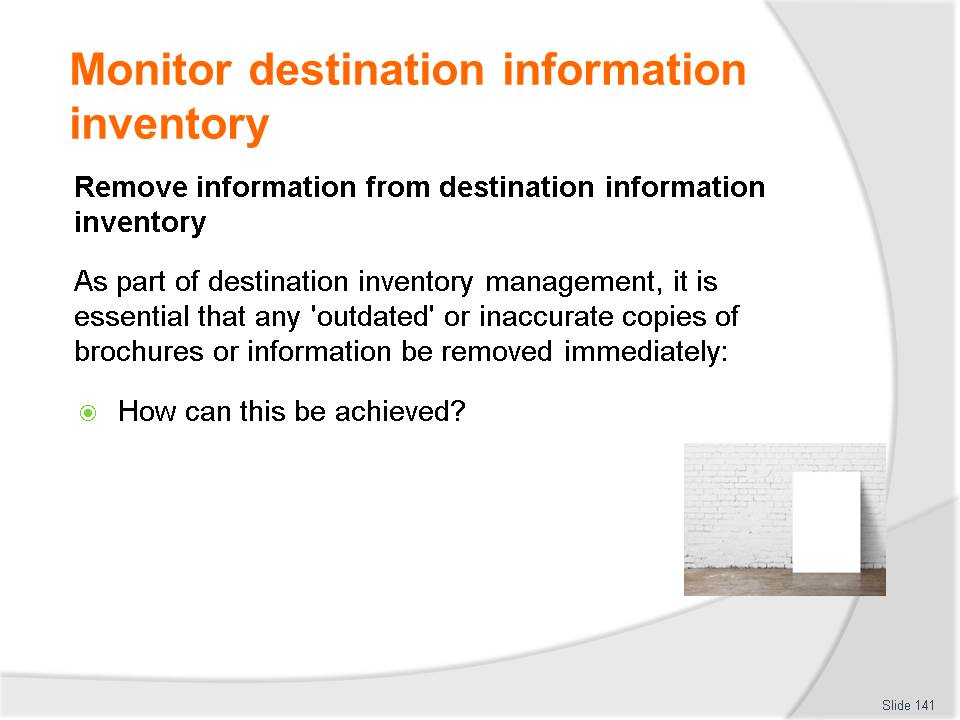 Monitor destination information
inventory
Remove information from destination information
inventory
As part of destination inventory management, it is
essential that any 'outdated' or inaccurate copies of
brochures or information be removed immediately:
How can this be achieved?
Slide 141